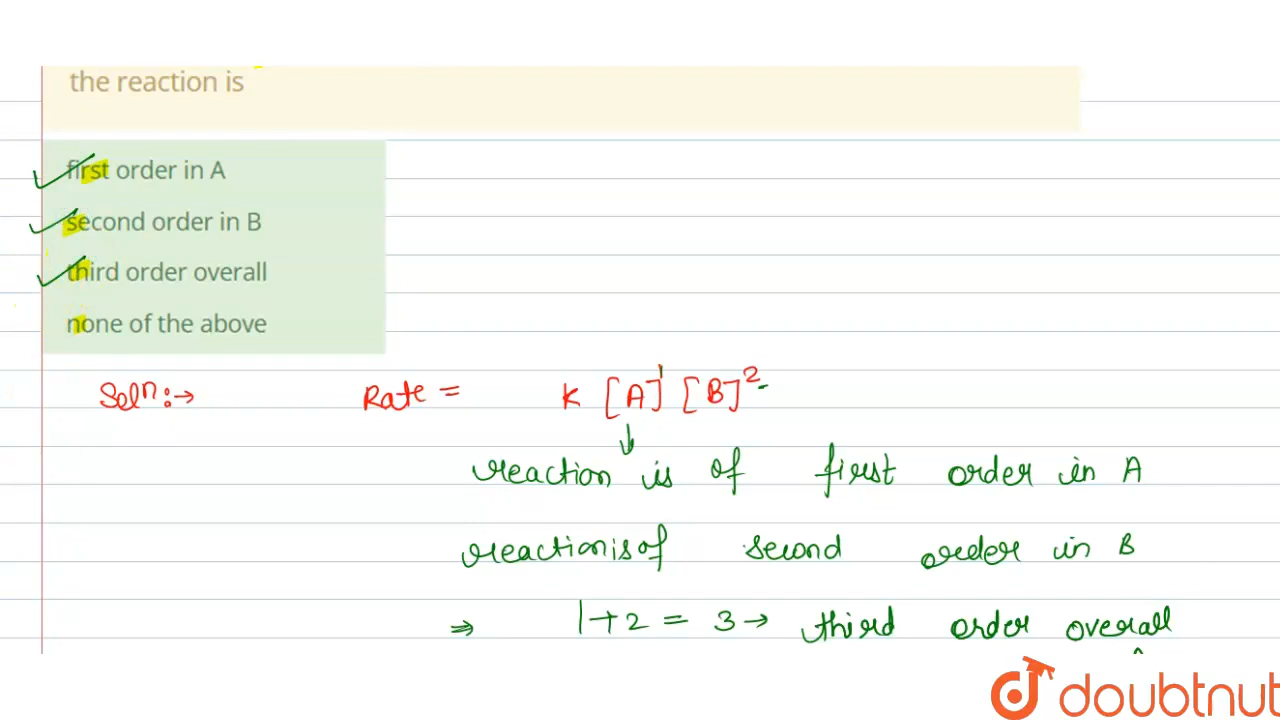 the reaction is
first order in A
second order in B
third order overall
none of the above
Solⁿ:→ Rate = K [A]¹ [B]²
reaction is of first order in A
reaction is of second order in B
⇒ 1+2 = 3 → third order overall
doubtnut